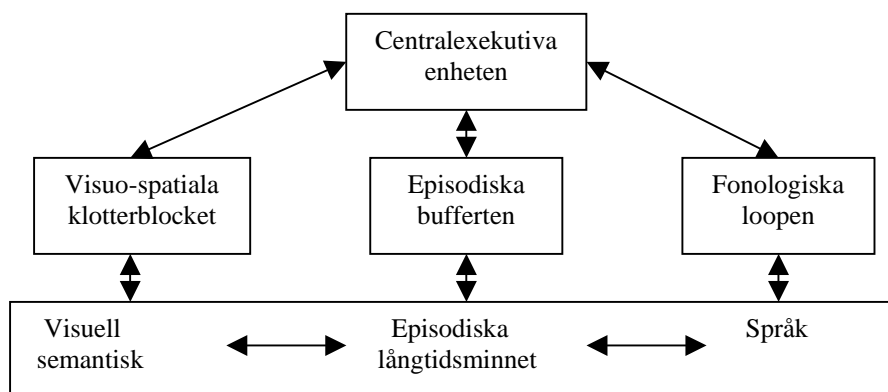 Centralexekutiva
enheten
Visuo-spatiala
klotterblocket
Episodiska
bufferten
Fonologiska
loopen
Visuell
semantisk
Episodiska
långtidsminnet
Språk